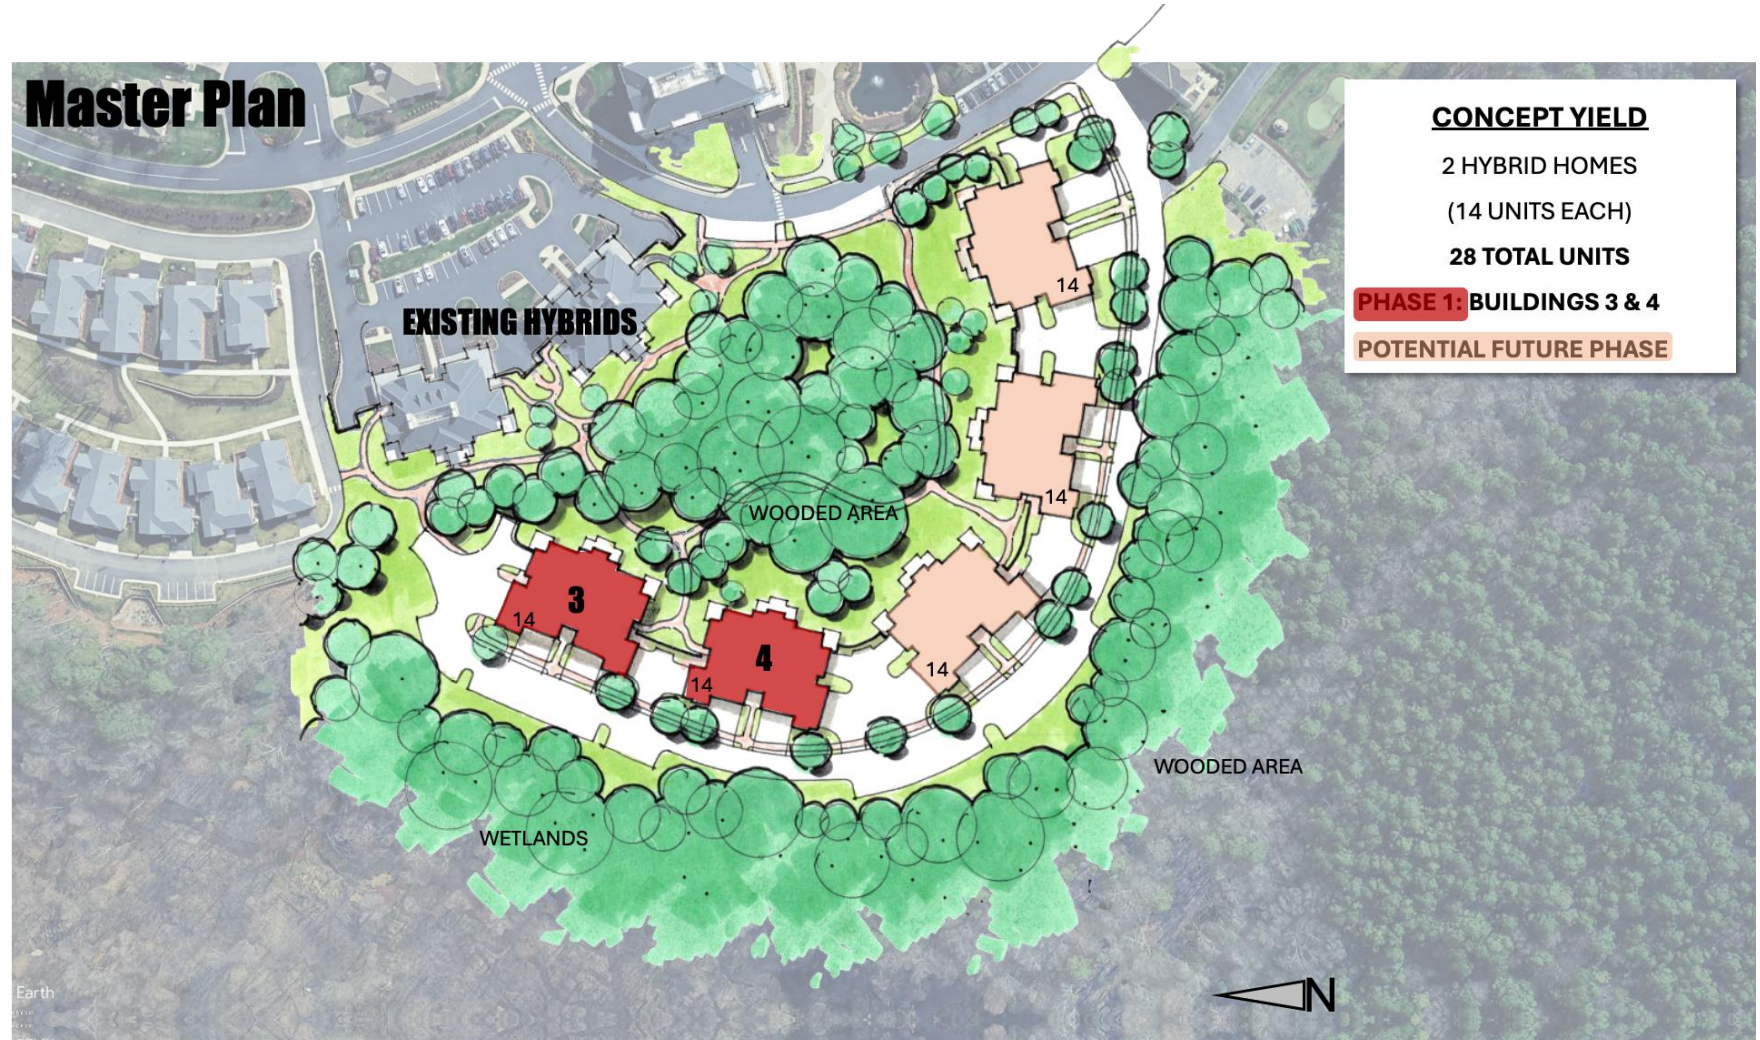 Master Plan
CONCEPT YIELD
2 HYBRID HOMES
(14 UNITS EACH)
28 TOTAL UNITS
PHASE 1: BUILDINGS 3 & 4
POTENTIAL FUTURE PHASE
14
EXISTING HYBRIDS
14
WOODED AREA
3
14
4
14
14
WOODED AREA
WETLANDS
Earth
N